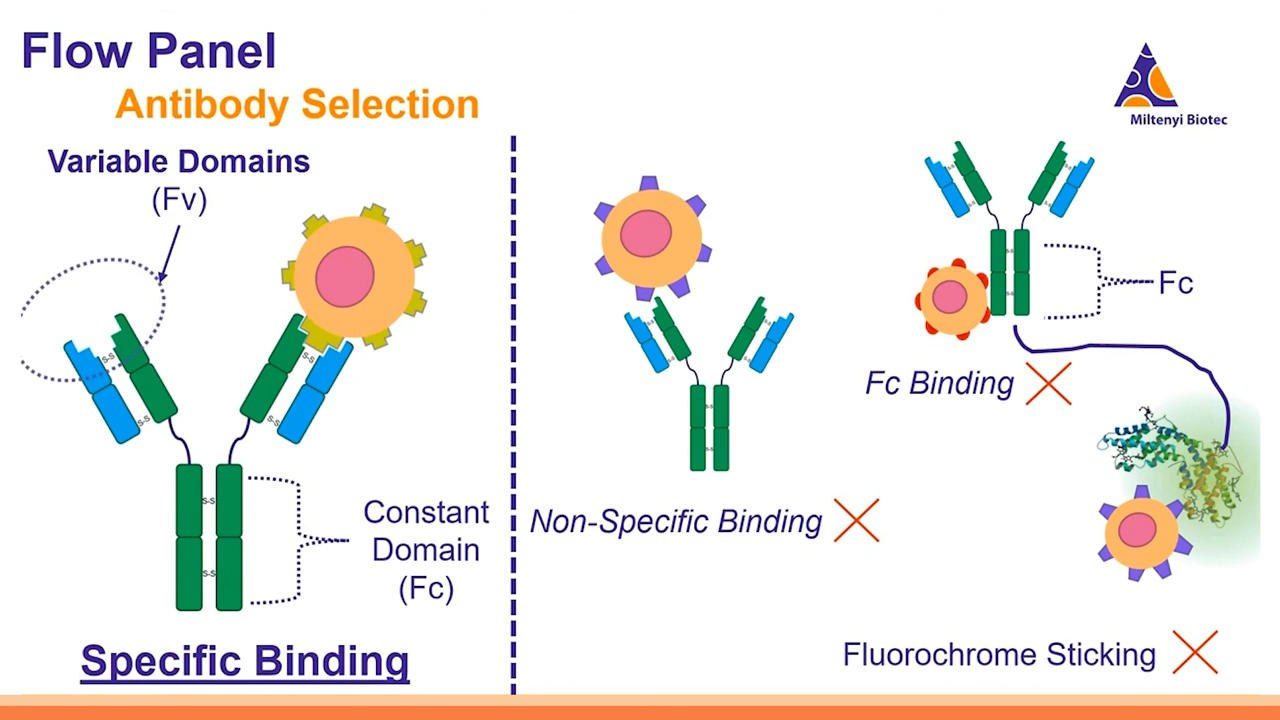 Flow Panel
Antibody Selection
Miltenyi Biotec
Variable Domains
(Fv)
S-S
S-S
S-S
S-S
S-S
S-S
Constant
Domain
(Fc)
Specific Binding
S-S
S-S
S-S
S-S
Non-Specific Binding
S-S
S-S
S-S
S-S
Fc
Fc Binding
Fluorochrome Sticking